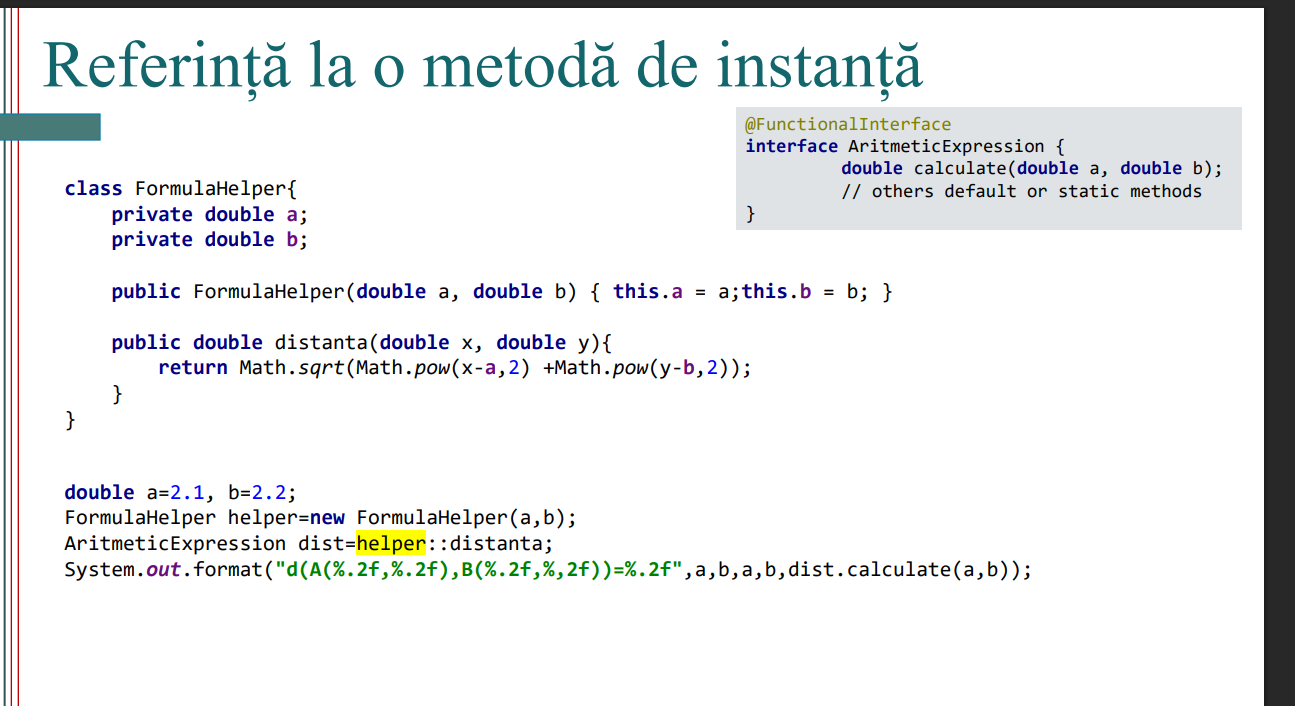 Referință la o metodă de instanță
@FunctionalInterface
interface AritmeticExpression {
double calculate(double a, double b);
// others default or static methods
}
class FormulaHelper{
private double a;
private double b;
public FormulaHelper(double a, double b) { this.a = a;this.b = b; }
public double distanta(double x, double y){
return Math.sqrt(Math.pow(x-a,2) +Math.pow(y-b,2));
}
}
double a=2.1, b=2.2;
FormulaHelper helper=new FormulaHelper(a,b);
AritmeticExpression dist=helper::distanta;
System.out.format("d(A(%.2f,%.2f),B(%.2f,%,2f))=%.2f",a,b,a,b,dist.calculate(a,b));